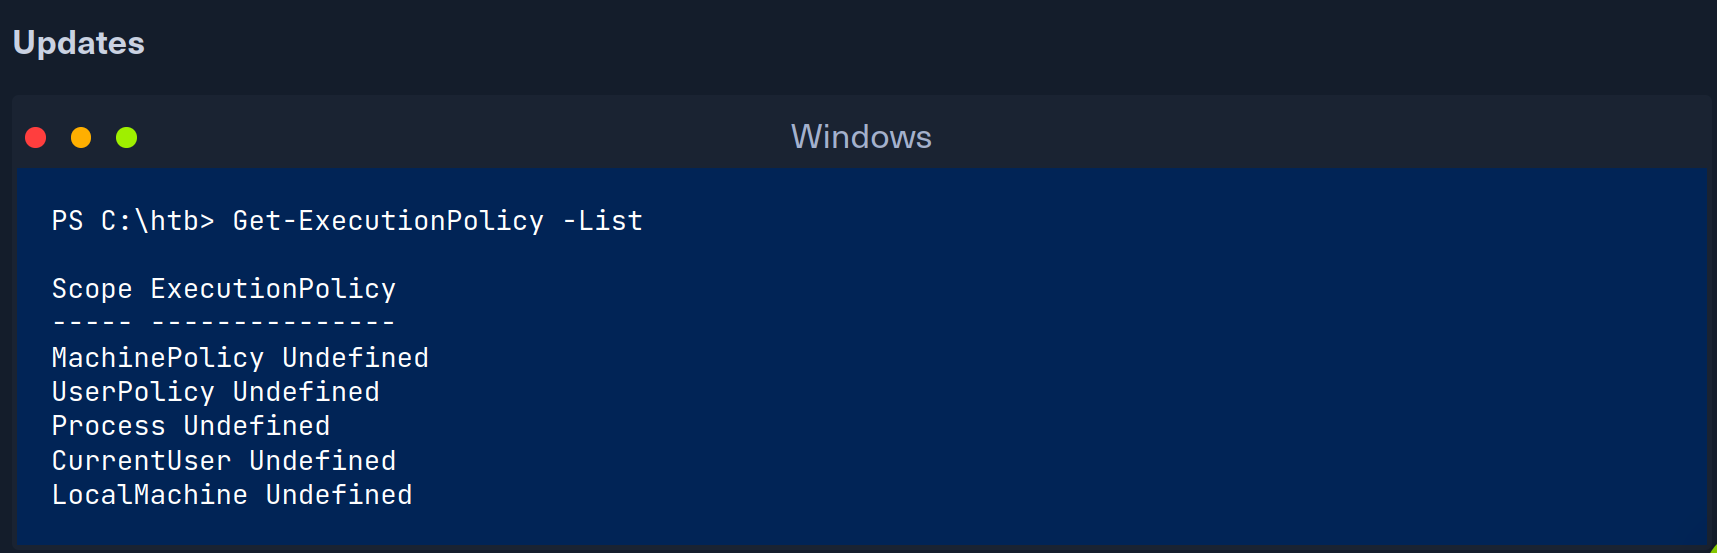 Updates
Windows
PS C:\htb> Get-ExecutionPolicy -List
Scope ExecutionPolicy
----- ---------------
MachinePolicy Undefined
UserPolicy Undefined
Process Undefined
CurrentUser Undefined
LocalMachine Undefined